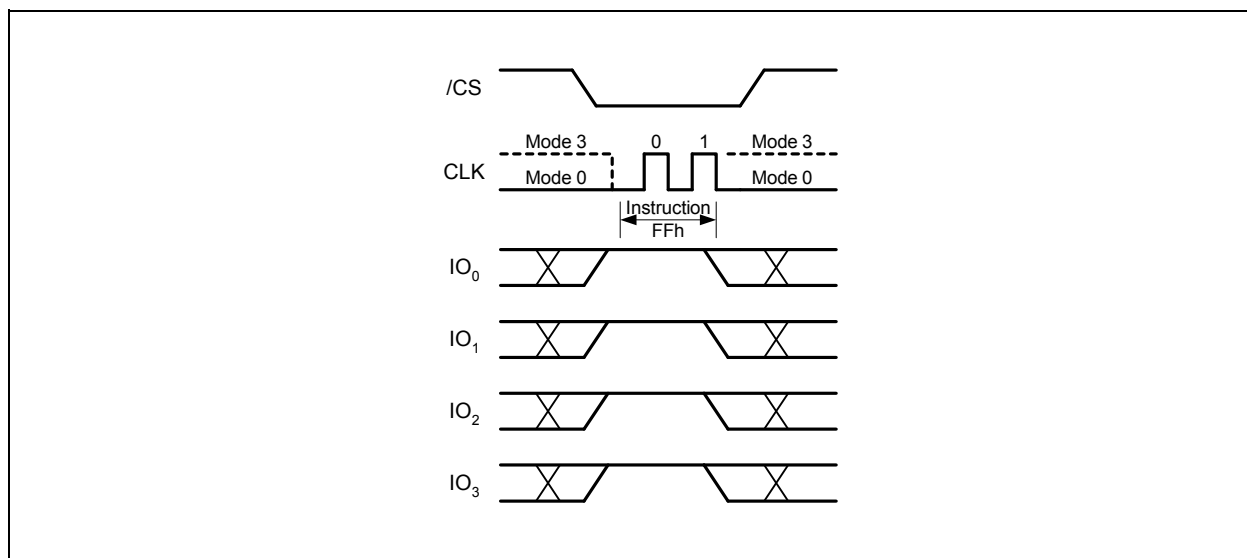 /CS
Mode 3 0 1 Mode 3
CLK
Mode 0 Mode 0
Instruction
FFh
IO0
IO1
IO2
IO3